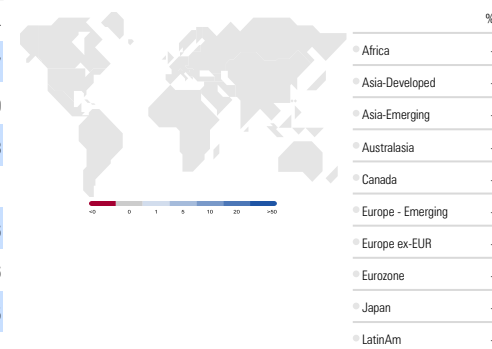 %
Africa -
Asia-Developed -
Asia-Emerging -
Australasia -
Canada -
Europe - Emerging -
Europe ex-EUR -
Eurozone -
Japan -
LatinAm -
<0 0 1 5 10 20 >50